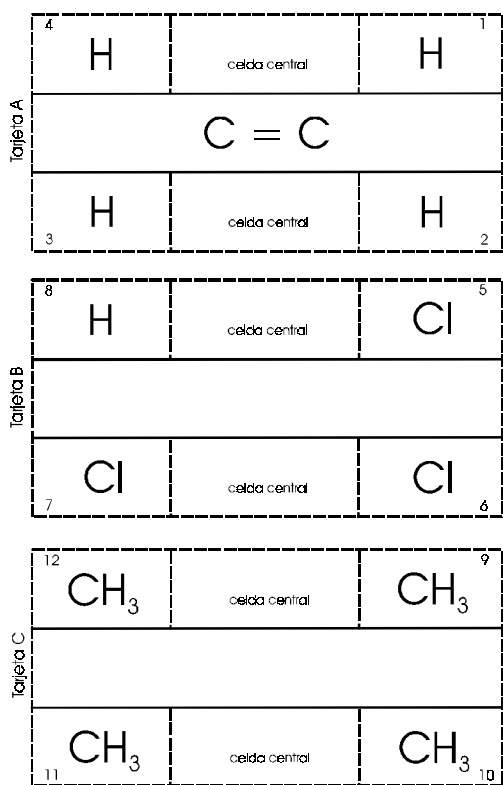 4 1
H celda central H
Tarjeta A
C = C
H celda central H
3 2
8 5
H celda central Cl
Tarjeta B
Cl celda central Cl
7 6
12 9
CH₃ celda central CH₃
Tarjeta C
CH₃ celda central CH₃
11 10